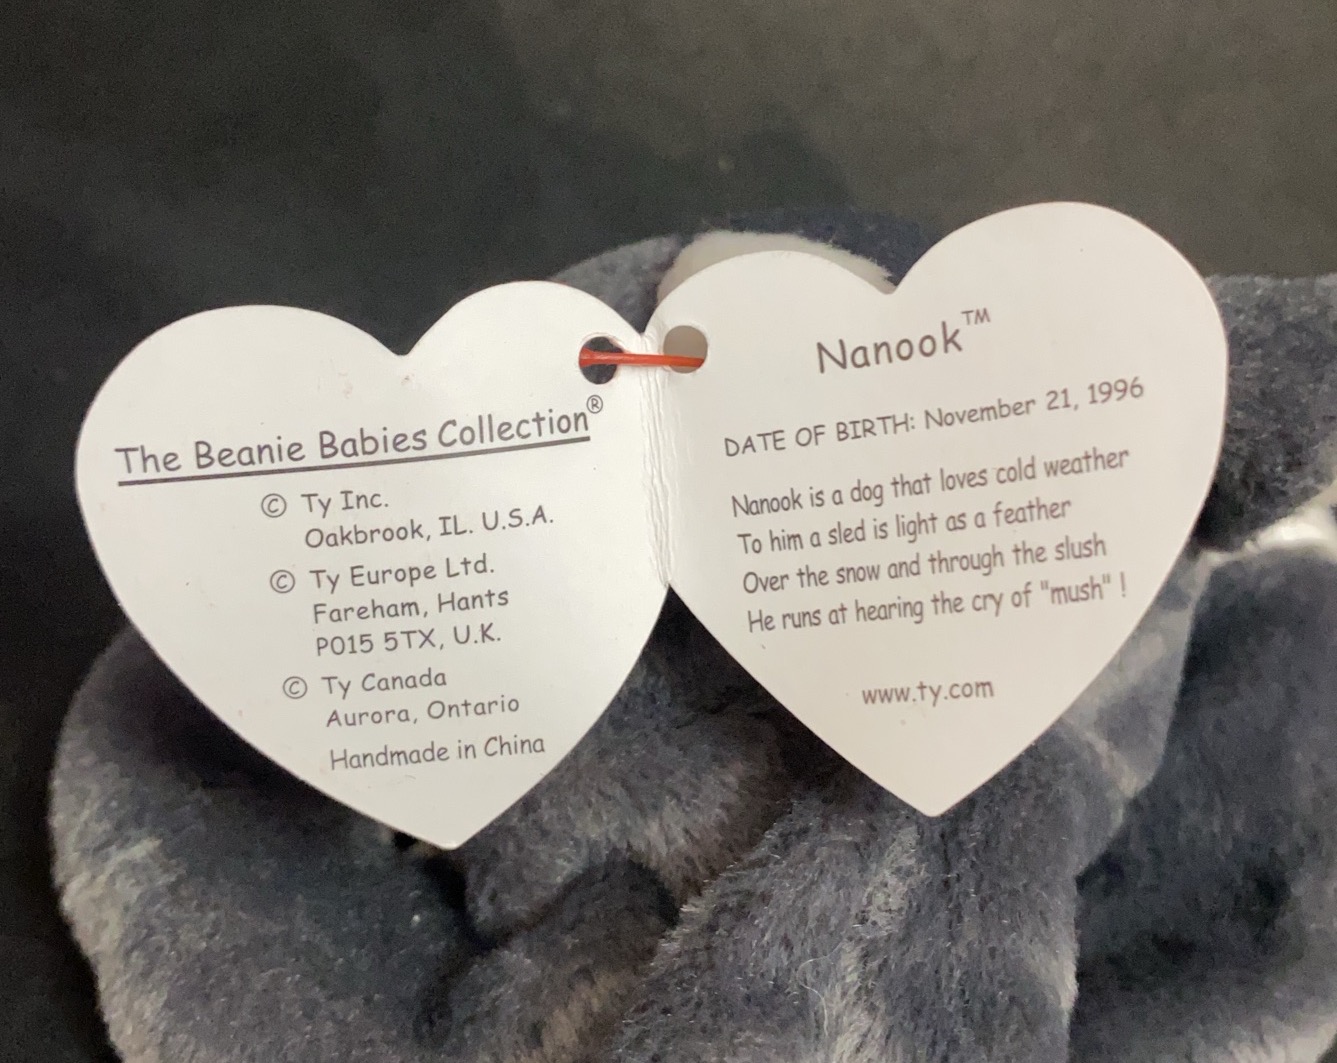 The Beanie Babies Collection®
© Ty Inc.
Oakbrook, IL. U.S.A.
© Ty Europe Ltd.
Fareham, Hants
PO15 5TX, U.K.
© Ty Canada
Aurora, Ontario
Handmade in China
Nanook™
DATE OF BIRTH: November 21, 1996
Nanook is a dog that loves cold weather
To him a sled is light as a feather
Over the snow and through the slush
He runs at hearing the cry of "mush" !
www.ty.com